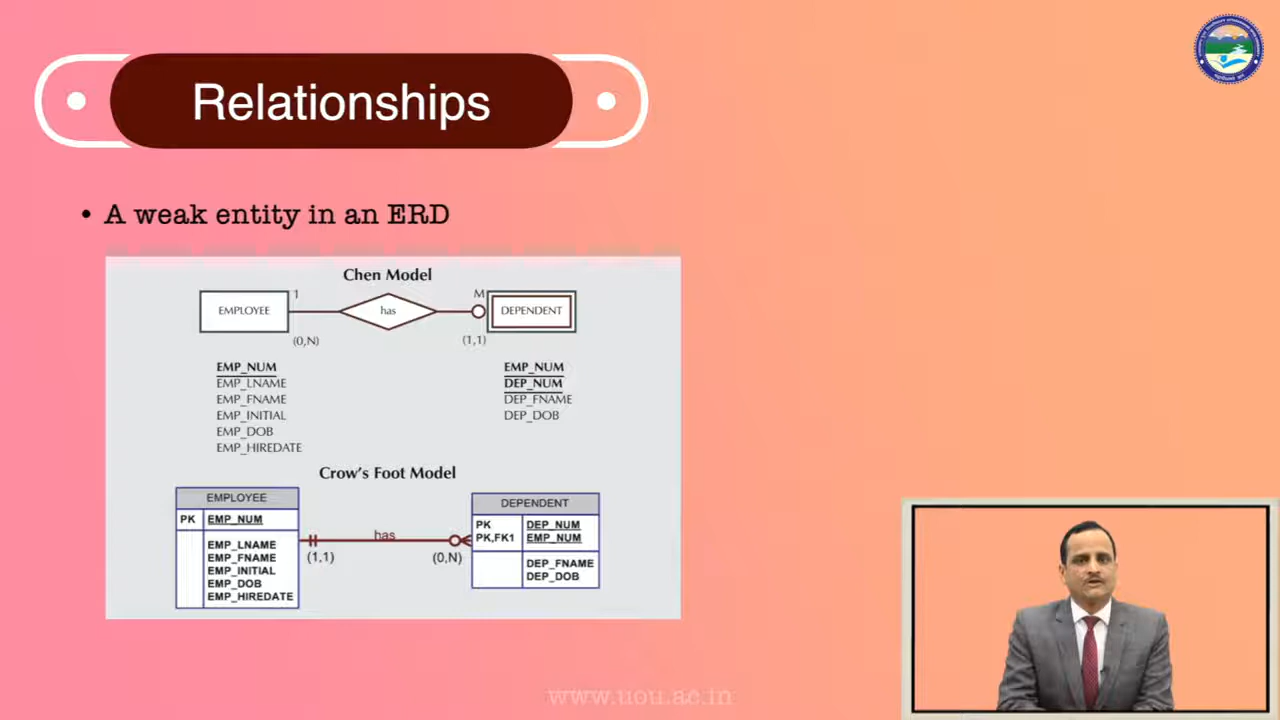 Relationships
• A weak entity in an ERD
Chen Model
EMPLOYEE 1 has M DEPENDENT
(0,N) (1,1)
EMP_NUM EMP_NUM
EMP_LNAME DEP_NUM
EMP_FNAME DEP_FNAME
EMP_INITIAL DEP_DOB
EMP_DOB
EMP_HIREDATE
Crow's Foot Model
EMPLOYEE
PK EMP_NUM
EMP_LNAME
EMP_FNAME
EMP_INITIAL
EMP_DOB
EMP_HIREDATE
has
(1,1) (0,N)
DEPENDENT
PK DEP_NUM
PK,FK1 EMP_NUM
DEP_FNAME
DEP_DOB
www.uou.ac.in